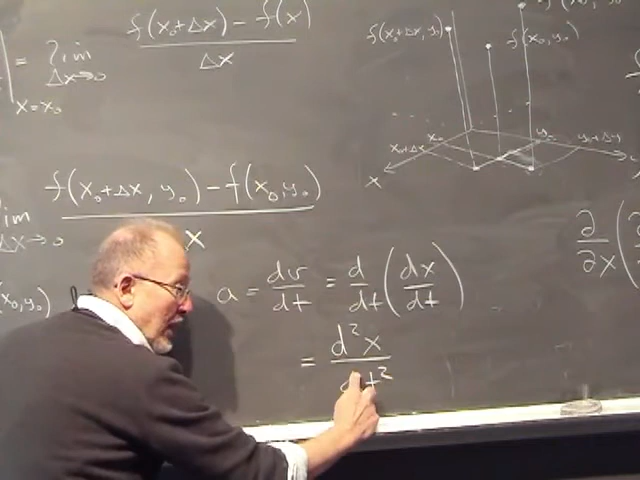 = lim Δx→0 f(x₀+Δx) − f(x) / Δx
x=x₀
lim Δx→0 f(x₀+Δx, y₀) − f(x₀, y₀) / x
(x₀, y₀)
a = dv/dt = d/dt (dx/dt)
= d²x/dt²
f(x₀+Δx, y₀)
f(x₀, y₀)
x₀+Δx x₀ y₀ y₀+Δy
x
∂/∂x (